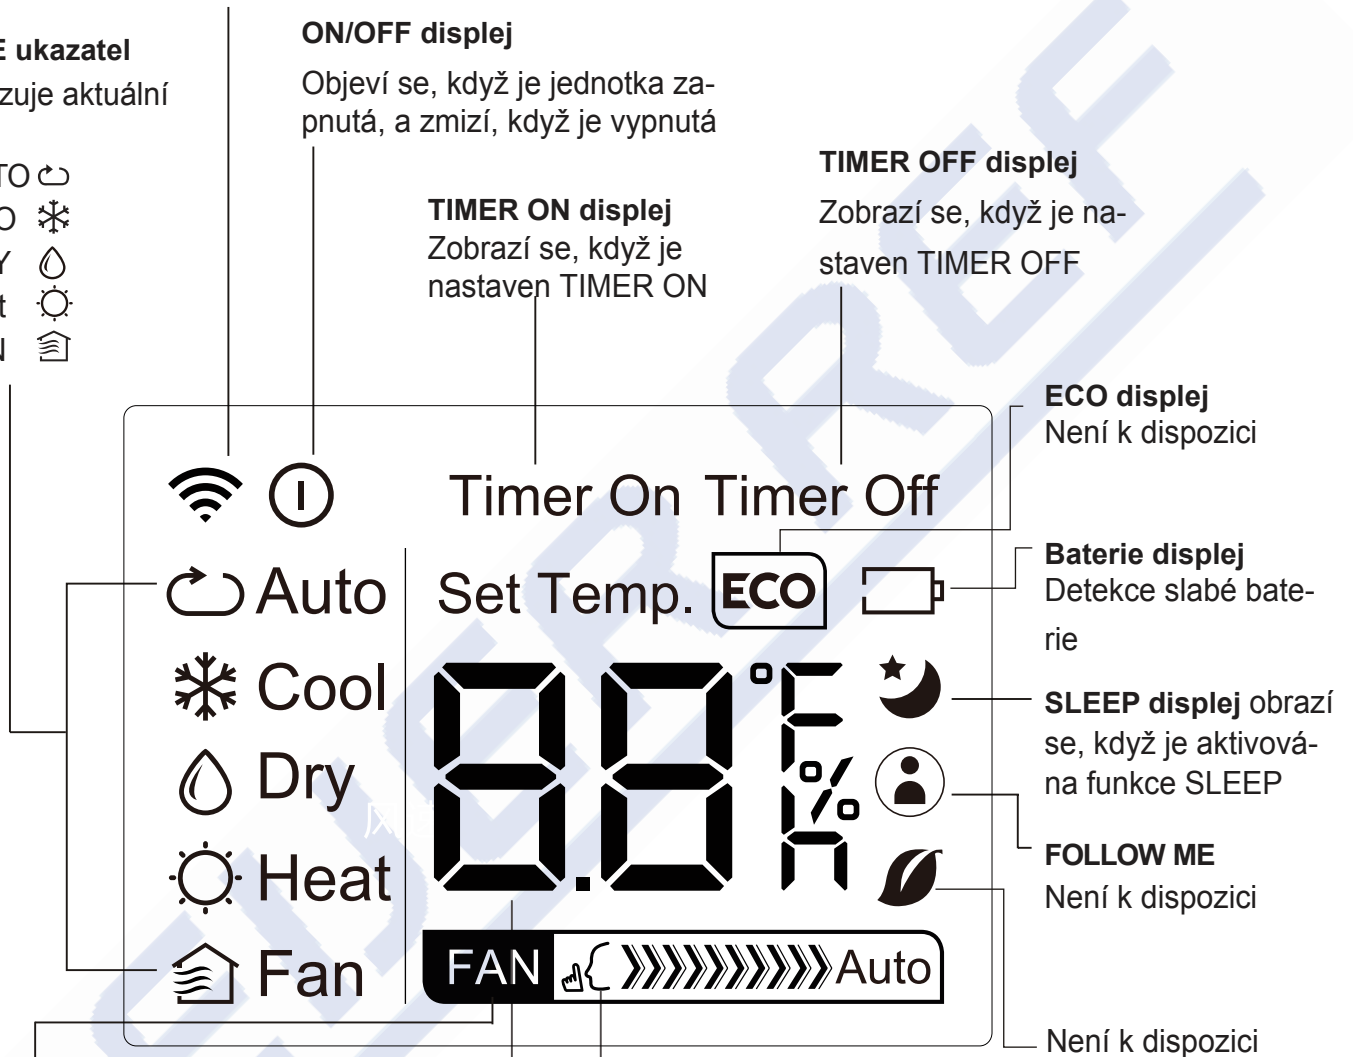 E ukazatel
zuje aktuální
TO
O
Y
t
N
ON/OFF displej
Objeví se, když je jednotka za-
pnutá, a zmizí, když je vypnutá
TIMER ON displej
Zobrazí se, když je
nastaven TIMER ON
TIMER OFF displej
Zobrazí se, když je na-
staven TIMER OFF
ECO displej
Není k dispozici
Baterie displej
Detekce slabé bate-
rie
SLEEP displej obrazí
se, když je aktivová-
na funkce SLEEP
FOLLOW ME
Není k dispozici
Není k dispozici
Timer On Timer Off
Auto
Set Temp. ECO
Cool
Dry
Heat
Fan
88 °F
%
h
FAN Auto
EVER REF